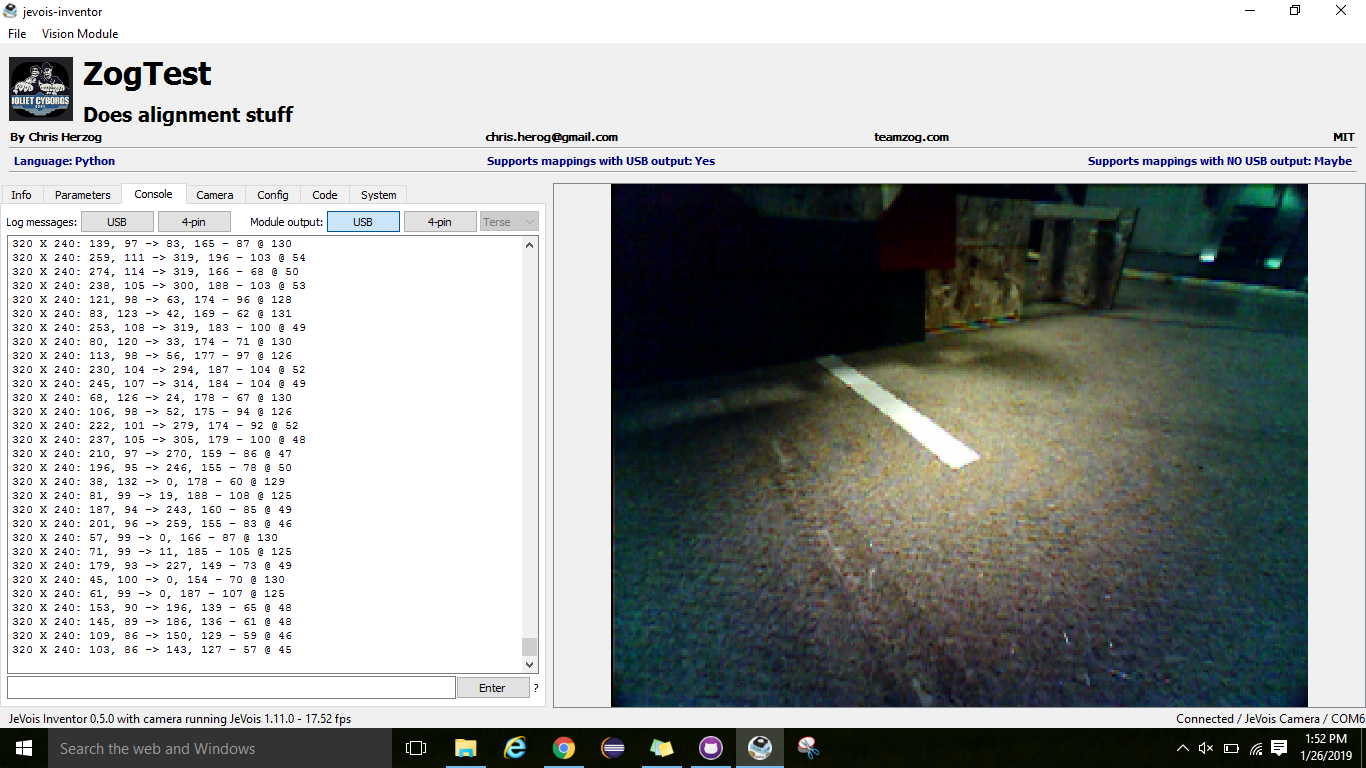 jevois-inventor
File Vision Module
ZogTest
JOLIET CYBORGS
4241
Does alignment stuff
By Chris Herzog chris.herog@gmail.com teamzog.com MIT
Language: Python Supports mappings with USB output: Yes Supports mappings with NO USB output: Maybe
Info Parameters Console Camera Config Code System
Log messages: USB 4-pin Module output: USB 4-pin Terse
320 X 240: 139, 97 -> 83, 165 - 87 @ 130
320 X 240: 259, 111 -> 319, 196 - 103 @ 54
320 X 240: 274, 114 -> 319, 166 - 68 @ 50
320 X 240: 238, 105 -> 300, 188 - 103 @ 53
320 X 240: 121, 98 -> 63, 174 - 96 @ 128
320 X 240: 83, 123 -> 42, 169 - 62 @ 131
320 X 240: 253, 108 -> 319, 183 - 100 @ 49
320 X 240: 80, 120 -> 33, 174 - 71 @ 130
320 X 240: 113, 98 -> 56, 177 - 97 @ 126
320 X 240: 230, 104 -> 294, 187 - 104 @ 52
320 X 240: 245, 107 -> 314, 184 - 104 @ 49
320 X 240: 68, 126 -> 24, 178 - 67 @ 130
320 X 240: 106, 98 -> 52, 175 - 94 @ 126
320 X 240: 222, 101 -> 279, 174 - 92 @ 52
320 X 240: 237, 105 -> 305, 179 - 100 @ 48
320 X 240: 210, 97 -> 270, 159 - 86 @ 47
320 X 240: 196, 95 -> 246, 155 - 78 @ 50
320 X 240: 38, 132 -> 0, 178 - 60 @ 129
320 X 240: 81, 99 -> 19, 188 - 108 @ 125
320 X 240: 187, 94 -> 243, 160 - 85 @ 49
320 X 240: 201, 96 -> 259, 155 - 83 @ 46
320 X 240: 57, 99 -> 0, 166 - 87 @ 130
320 X 240: 71, 99 -> 11, 185 - 105 @ 125
320 X 240: 179, 93 -> 227, 149 - 73 @ 49
320 X 240: 45, 100 -> 0, 154 - 70 @ 130
320 X 240: 61, 99 -> 0, 187 - 107 @ 125
320 X 240: 153, 90 -> 196, 139 - 65 @ 48
320 X 240: 145, 89 -> 186, 136 - 61 @ 48
320 X 240: 109, 86 -> 150, 129 - 59 @ 46
320 X 240: 103, 86 -> 143, 127 - 57 @ 45
Enter ?
JeVois Inventor 0.5.0 with camera running JeVois 1.11.0 - 17.52 fps Connected / JeVois Camera / COM6
Search the web and Windows
1:52 PM
1/26/2019